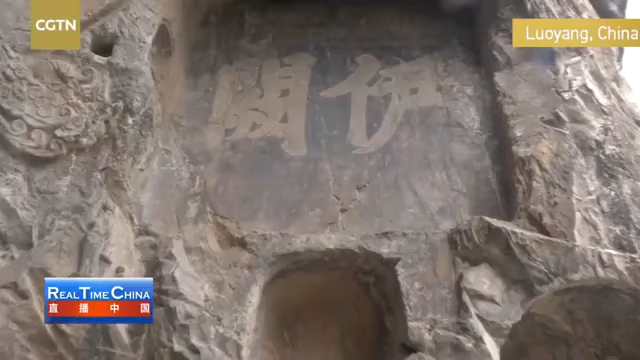 CGTN
Luoyang, China
伊闕
REAL TIME CHINA
直播中国